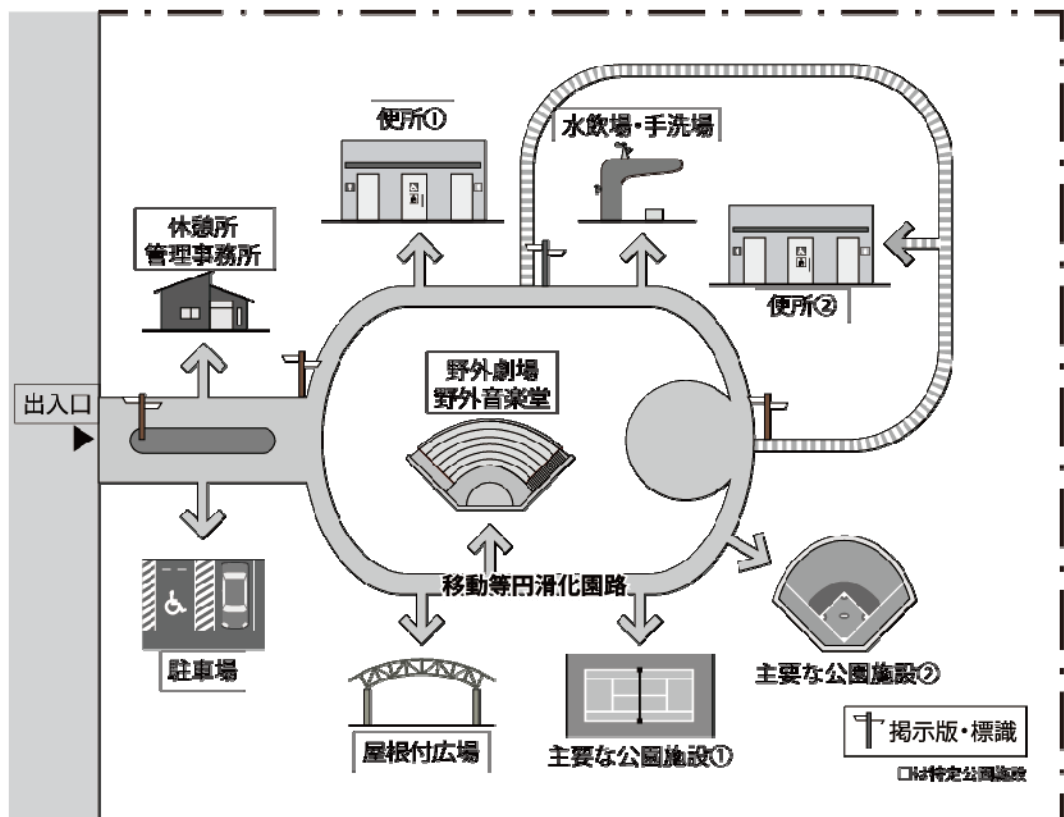 便所①
水飲場・手洗場
休憩所
管理事務所
便所②
野外劇場
野外音楽堂
出入口
移動等円滑化園路
駐車場
屋根付広場
主要な公園施設①
主要な公園施設②
掲示版・標識
□は特定公園施設